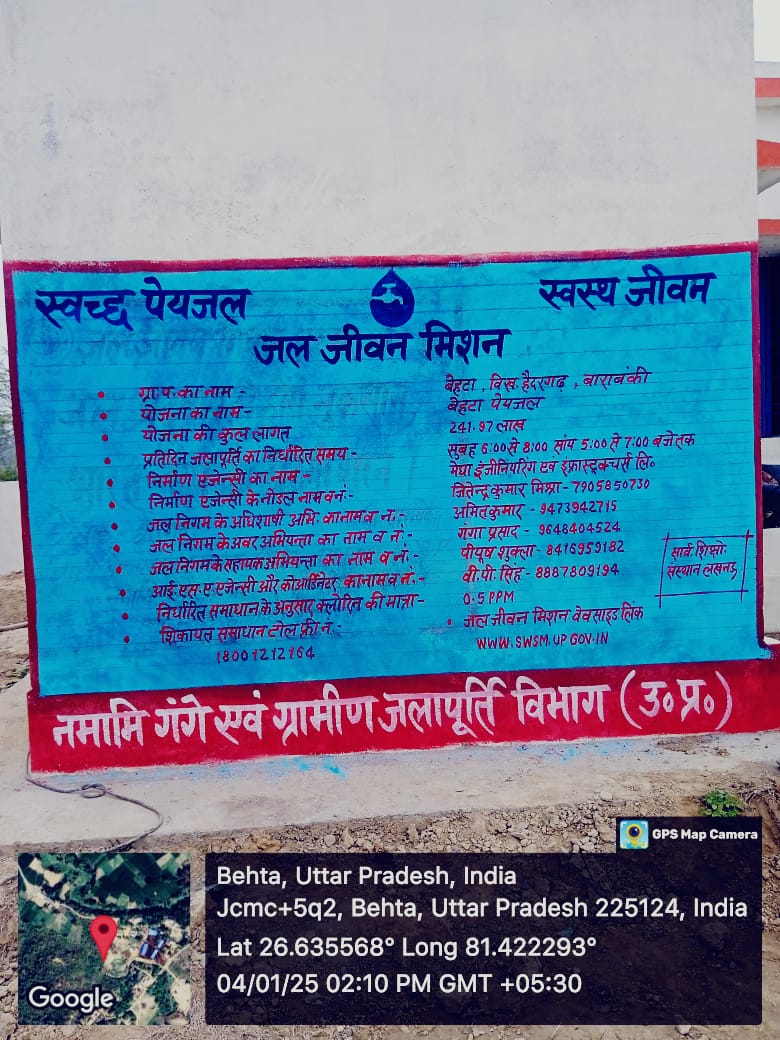 स्वच्छ पेयजल
स्वस्थ जीवन
जल जीवन मिशन
• ग्रा.पं. का नाम :- बेहटा , वि.ख. हैदरगढ़ , बाराबंकी
• योजना का नाम - बेहटा पेयजल
• योजना की कुल लागत 241.97 लाख
• प्रतिदिन जलापूर्ति का निर्धारित समय - सुबह 6:00 से 8:00 सांय 5:00 से 7:00 बजे तक
• निर्माण एजेन्सी का नाम - मेघा इंजीनियरिंग एवं इंफ्रास्ट्रक्चर्स लि०
• निर्माण एजेन्सी के नोडल नाम व नं:- जितेन्द्र कुमार मिश्रा - 7905850730
• जल निगम के अधिशाषी अभि. का नाम व नं.- अमित कुमार - 9473942715
• जल निगम के अवर अभियन्ता का नाम व नं.- गंगा प्रसाद - 9648404524
• जल निगम के सहायक अभियन्ता का नाम व नं.- पीयूष शुक्ला - 8416959182
• आई.एस.ए. एजेन्सी और कोआर्डिनेटर का नाम व नं.- वी.पी. सिंह - 8887809194
सार्व. शिक्षो.
संस्थान लखनऊ
• निर्धारित समाधान के अनुसार क्लोरिन की मात्रा - 0.5 PPM
• शिकायत समाधान टोल फ्री नं.-
18001212164
• जल जीवन मिशन वेवसाइड लिंक
WWW.SWSM.UP.GOV.IN
नमामि गंगे एवं ग्रामीण जलापूर्ति विभाग (उ०प्र०)
GPS Map Camera
Behta, Uttar Pradesh, India
Jcmc+5q2, Behta, Uttar Pradesh 225124, India
Lat 26.635568° Long 81.422293°
04/01/25 02:10 PM GMT +05:30
Google